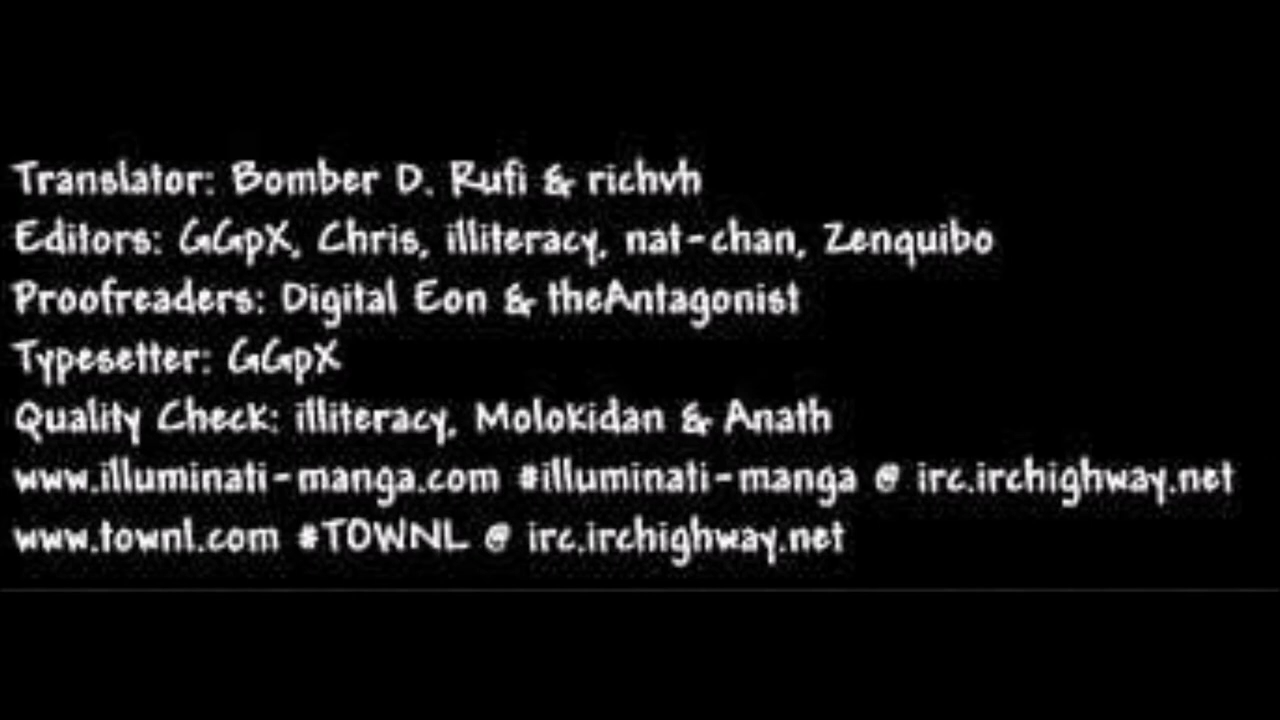 Translator: Bomber D. Rufi & richvh
Editors: GGpX, Chris, illiteracy, nat-chan, Zenquibo
Proofreaders: Digital Eon & theAntagonist
Typesetter: GGpX
Quality Check: illiteracy, Molokidan & Anath
www.illuminati-manga.com #illuminati-manga @ irc.irchighway.net
www.townl.com #TOWNL @ irc.irchighway.net